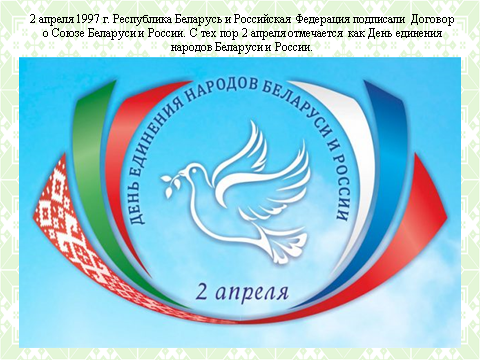 2 апреля 1997 г. Республика Беларусь и Российская Федерация подписали Договор
о Союзе Беларуси и России. С тех пор 2 апреля отмечается как День единения
народов Беларуси и России.
ДЕНЬ ЕДИНЕНИЯ НАРОДОВ БЕЛАРУСИ И РОССИИ
2 апреля